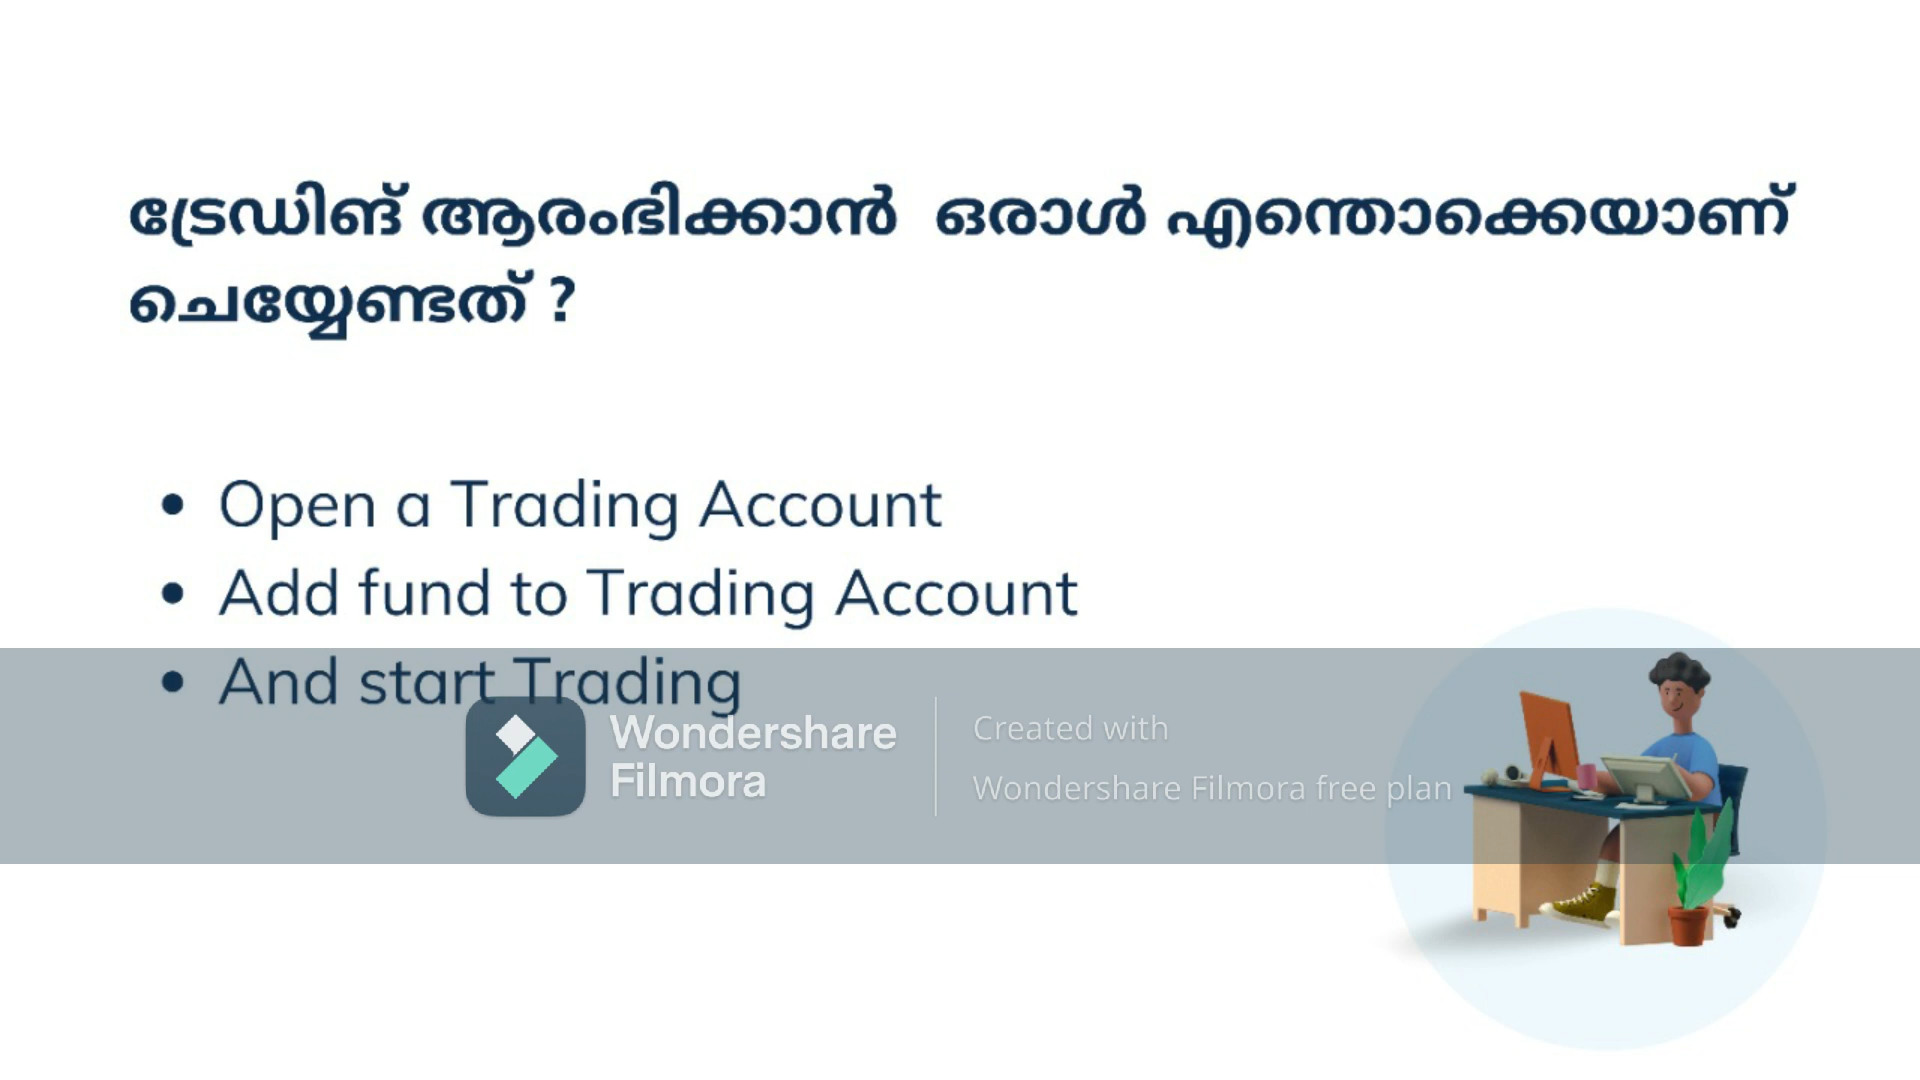 ട്രേഡിങ് ആരംഭിക്കാൻ ഒരാൾ എന്തൊക്കെയാണ്
ചെയ്യേണ്ടത് ?
• Open a Trading Account
• Add fund to Trading Account
• And start Trading
Wondershare
Filmora
Created with
Wondershare Filmora free plan